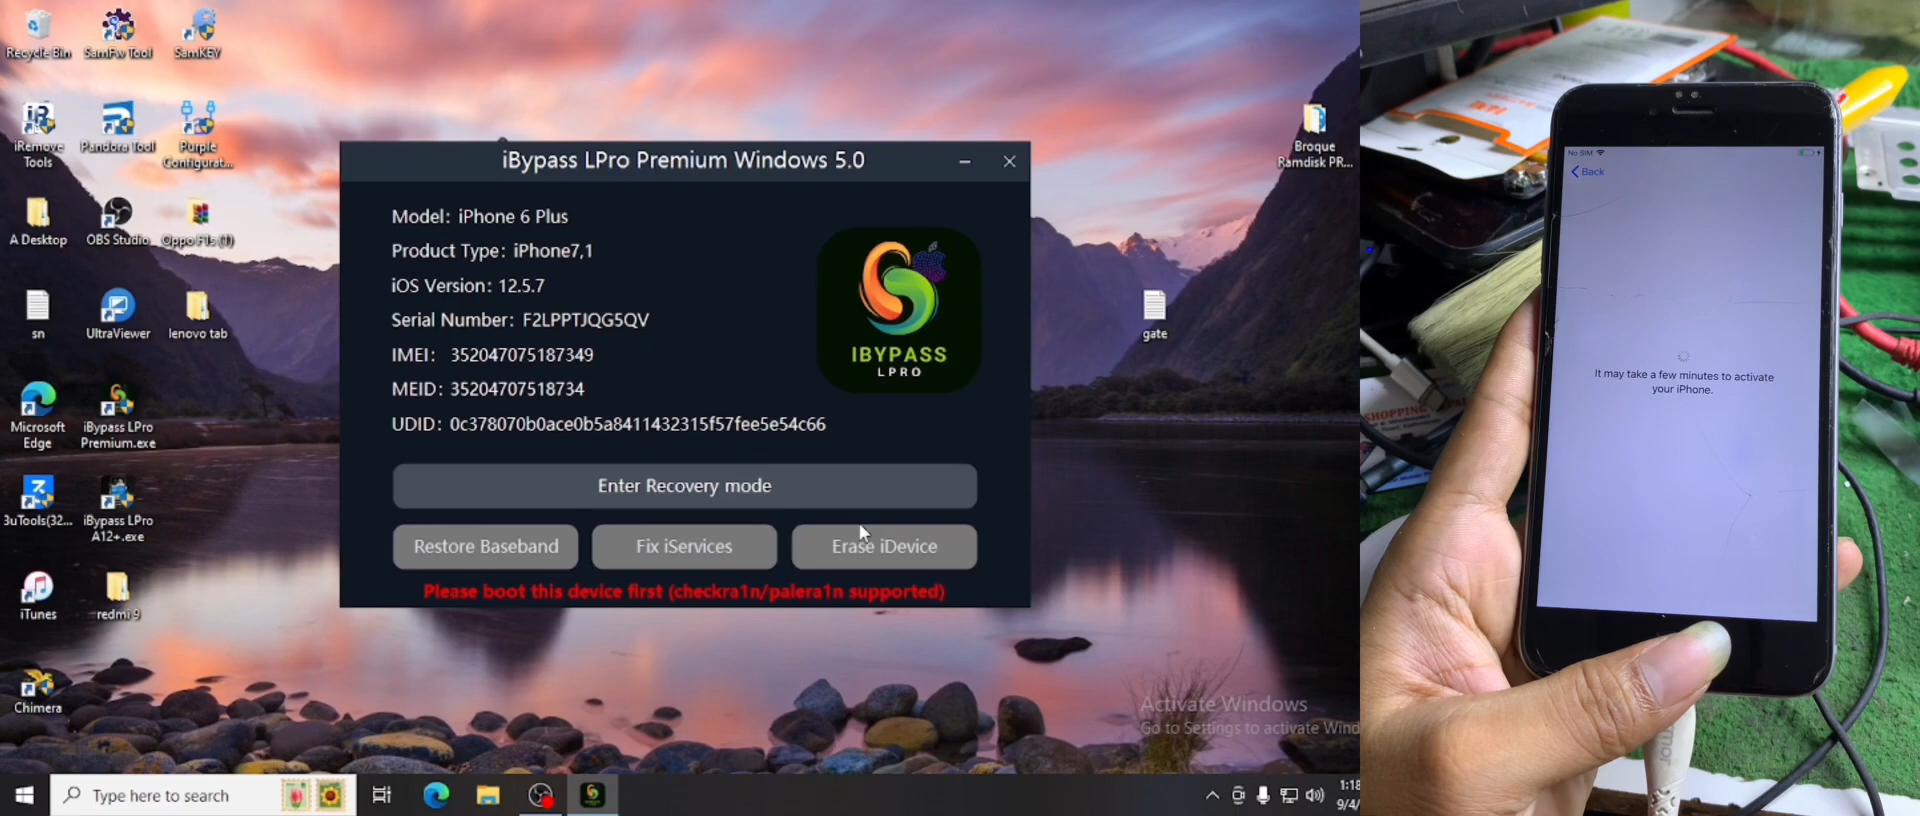 Recycle Bin
SamFw Tool
SamKEY
iRemove
Tools
Pandora Tool
Purple
Configurat...
A Desktop
OBS Studio
Oppo F1s (1)
sn
UltraViewer
lenovo tab
Microsoft
Edge
iBypass LPro
Premium.exe
3uTools(32...
iBypass LPro
A12+.exe
iTunes
redmi 9
Chimera
Broque
Ramdisk PR...
gate
iBypass LPro Premium Windows 5.0
Model: iPhone 6 Plus
Product Type: iPhone7,1
iOS Version: 12.5.7
Serial Number: F2LPPTJQG5QV
IMEI: 352047075187349
MEID: 35204707518734
UDID: 0c378070b0ace0b5a8411432315f57fee5e54c66
IBYPASS
LPRO
Enter Recovery mode
Restore Baseband
Fix iServices
Erase iDevice
Please boot this device first (checkra1n/palera1n supported)
Activate Windows
Go to Settings to activate Wind
Type here to search
1:18
9/4/
No SIM
Back
It may take a few minutes to activate
your iPhone.
SHOPPING